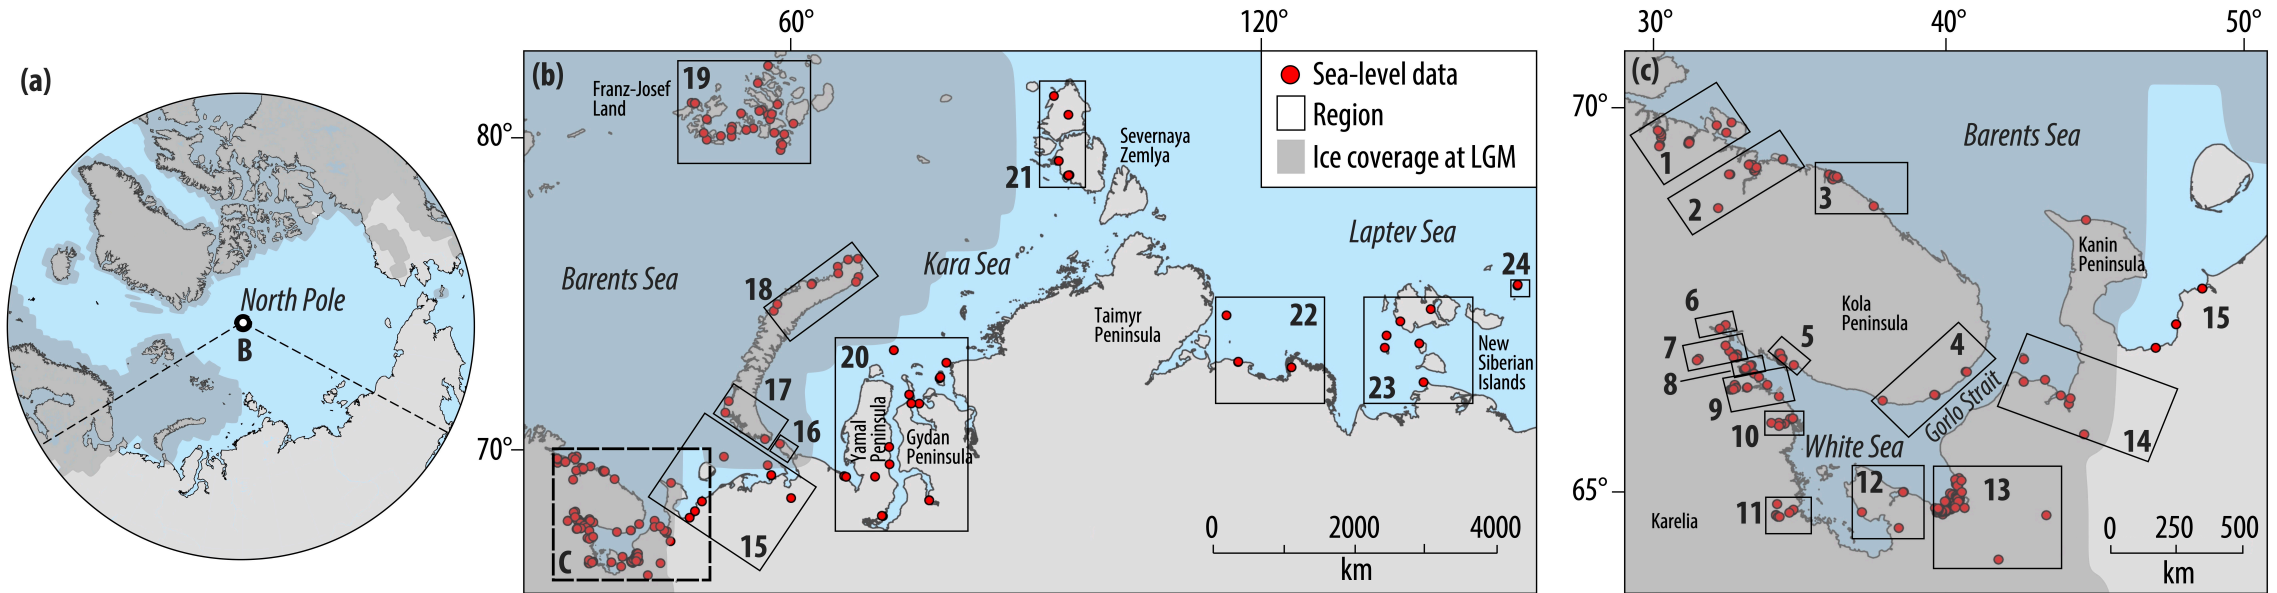 (a)
North Pole
B
60°
120°
80°
70°
(b)
Franz-Josef
Land
19
Sea-level data
Region
Ice coverage at LGM
21
Severnaya
Zemlya
Laptev Sea
Kara Sea
Barents Sea
18
24
Taimyr
Peninsula
22
23
New
Siberian
Islands
20
17
16
Yamal
Peninsula
Gydan
Peninsula
15
C
0
2000
4000
km
30°
40°
50°
70°
65°
(c)
Barents Sea
1
2
3
Kanin
Peninsula
Kola
Peninsula
6
7
8
9
5
4
15
Gorlo Strait
10
White Sea
14
12
13
11
Karelia
0
250
500
km